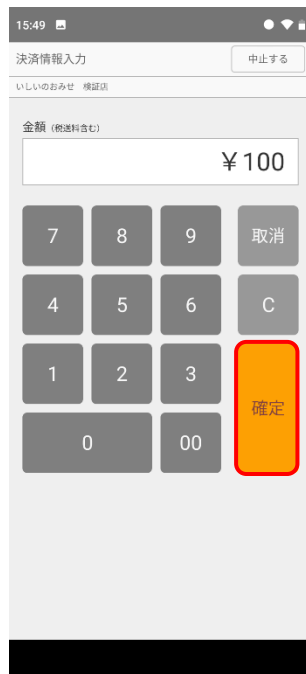 15:49
決済情報入力 中止する
いしいのおみせ 検証店
金額 (税送料含む)
￥100
7 8 9 取消
4 5 6 C
1 2 3
確定
0 00